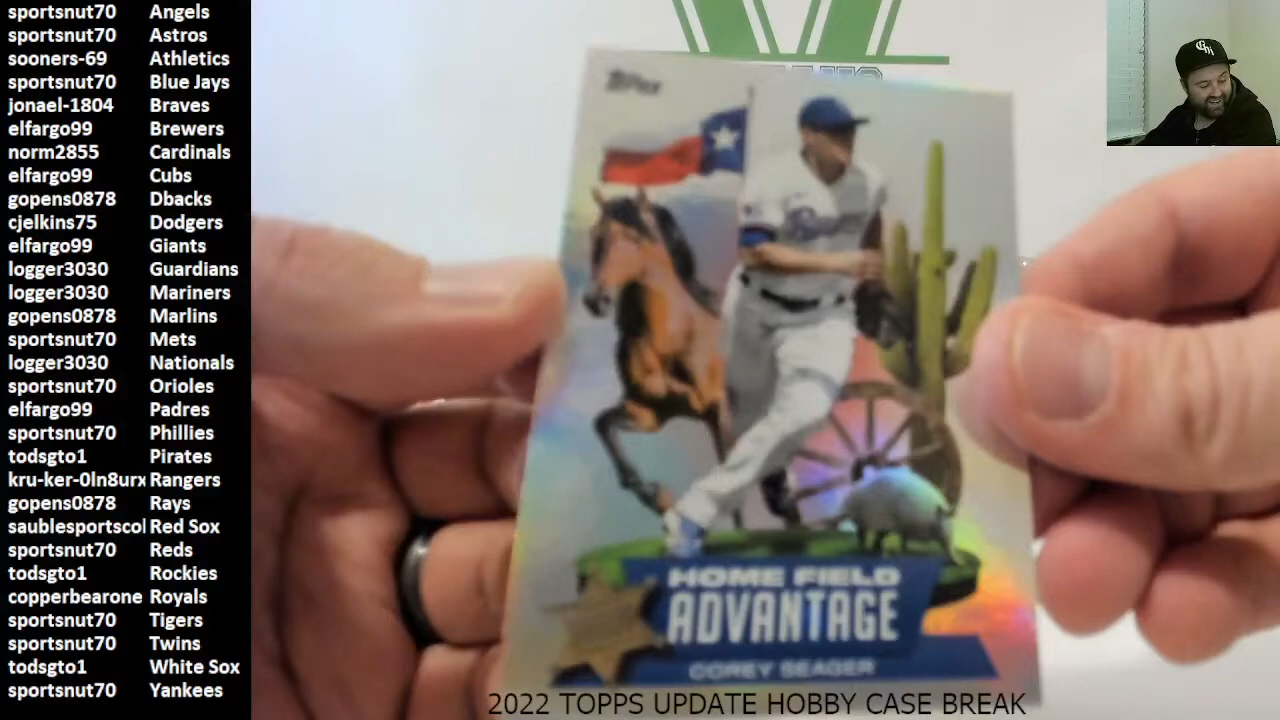 sportsnut70 Angels
sportsnut70 Astros
sooners-69 Athletics
sportsnut70 Blue Jays
jonael-1804 Braves
elfargo99 Brewers
norm2855 Cardinals
elfargo99 Cubs
gopens0878 Dbacks
cjelkins75 Dodgers
elfargo99 Giants
logger3030 Guardians
logger3030 Mariners
gopens0878 Marlins
sportsnut70 Mets
logger3030 Nationals
sportsnut70 Orioles
elfargo99 Padres
sportsnut70 Phillies
todsgto1 Pirates
kru-ker-0ln8urx Rangers
gopens0878 Rays
saublesportscol Red Sox
sportsnut70 Reds
todsgto1 Rockies
copperbearone Royals
sportsnut70 Tigers
sportsnut70 Twins
todsgto1 White Sox
sportsnut70 Yankees
Topps
HOME FIELD
ADVANTAGE
COREY SEAGER
2022 TOPPS UPDATE HOBBY CASE BREAK